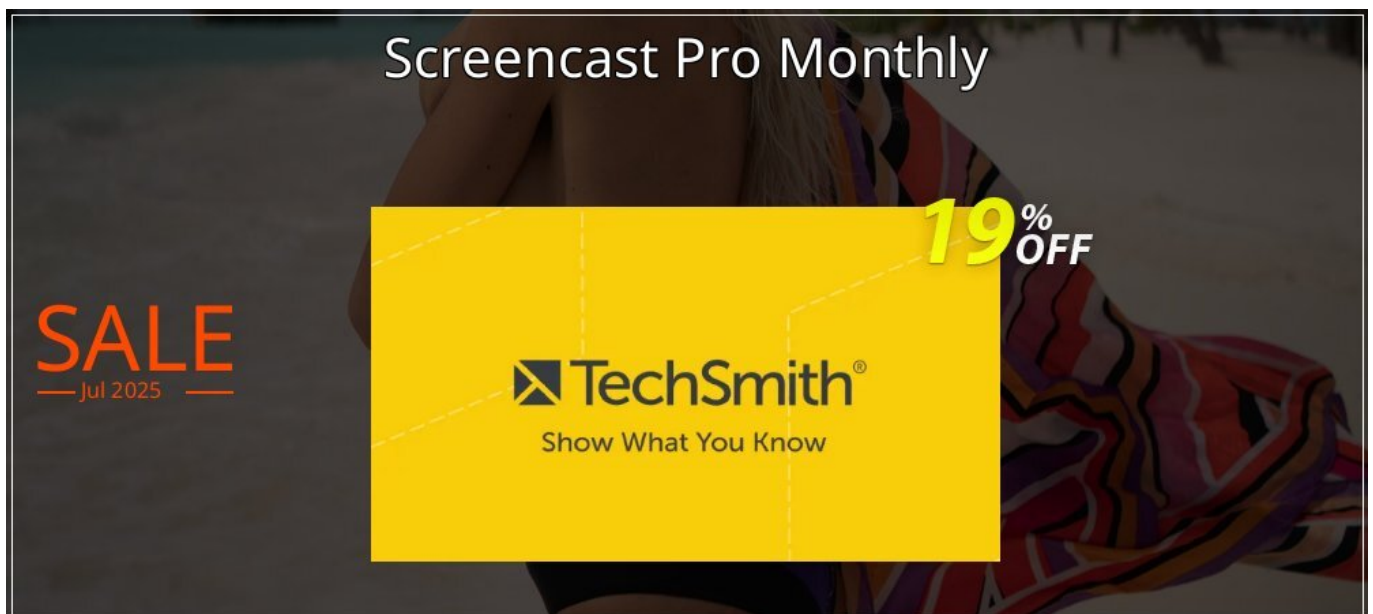 Screencast Pro Monthly
19% OFF
SALE
Jul 2025
TechSmith®
Show What You Know